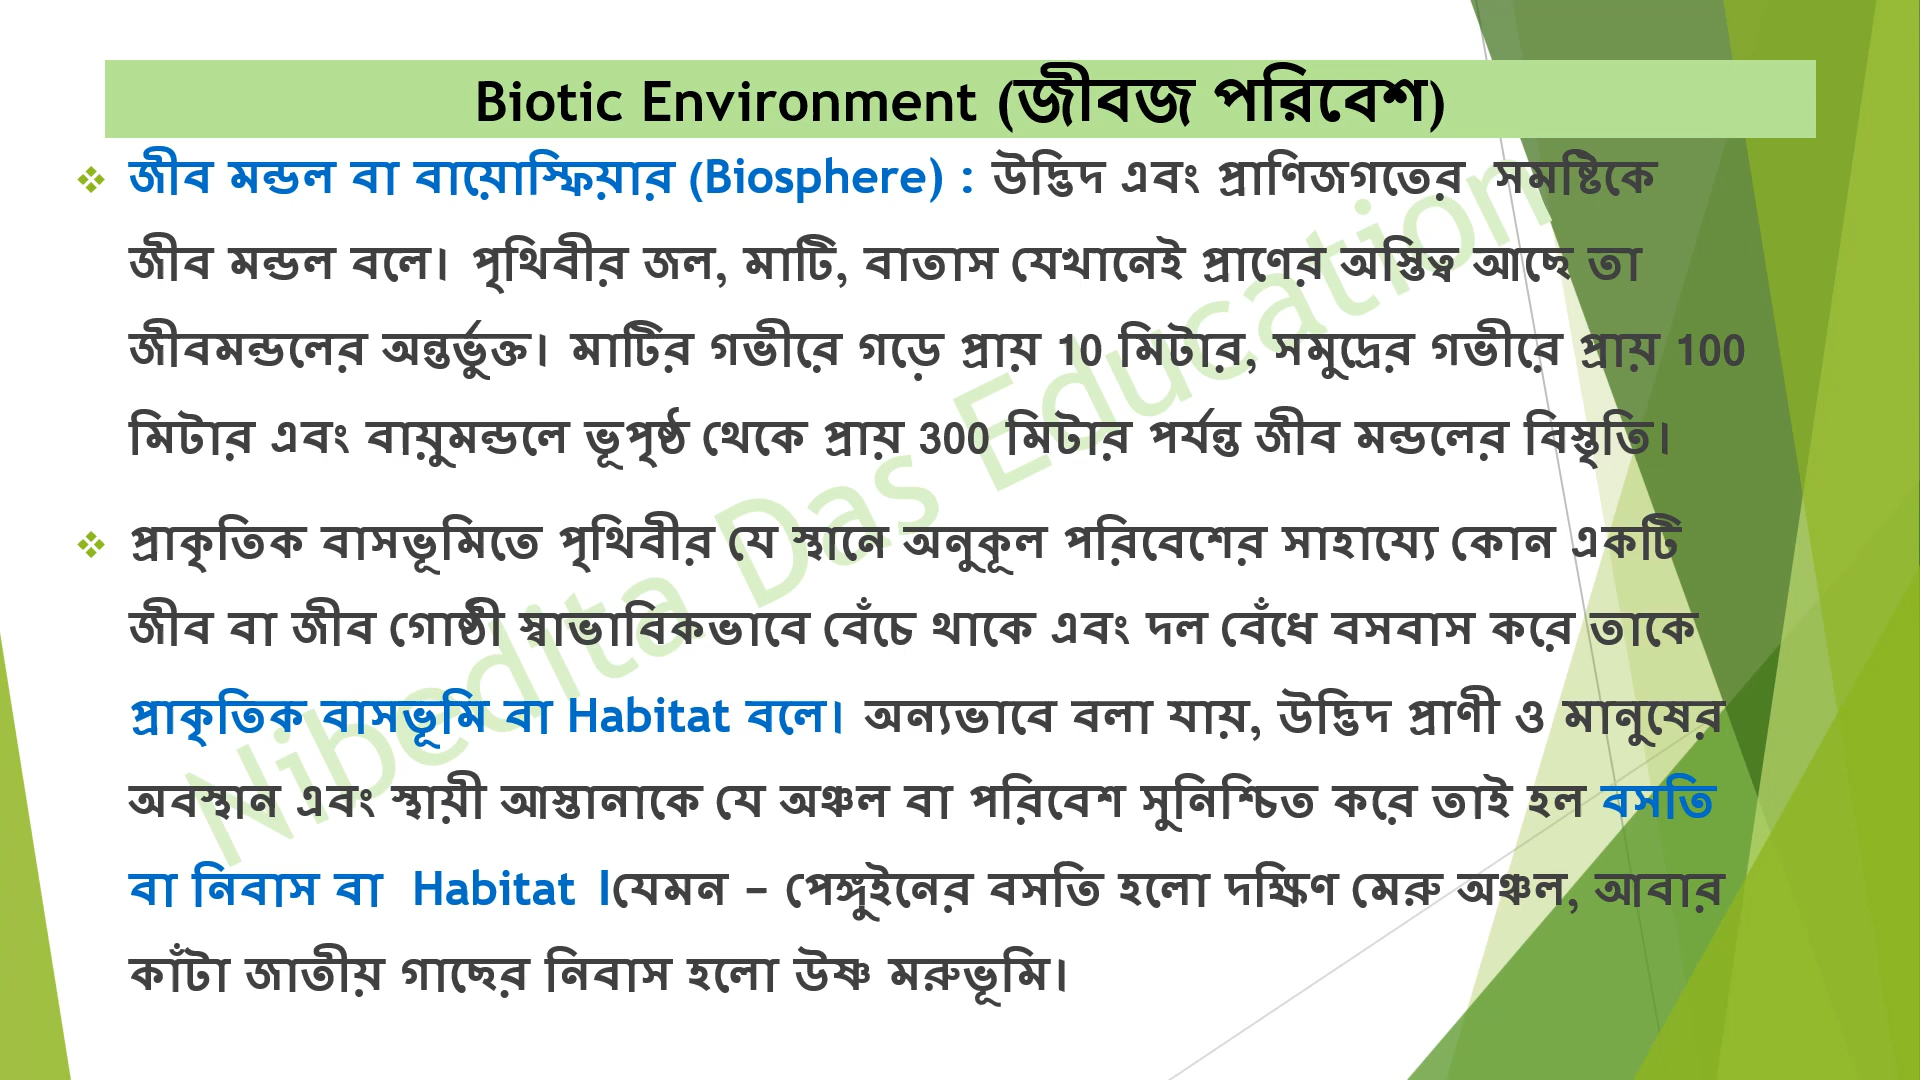 Biotic Environment (জীবজ পরিবেশ)
❖ জীব মন্ডল বা বায়োস্ফিয়ার (Biosphere) : উদ্ভিদ এবং প্রাণিজগতের সমষ্টিকে
জীব মন্ডল বলে। পৃথিবীর জল, মাটি, বাতাস যেখানেই প্রাণের অস্তিত্ব আছে তা
জীবমন্ডলের অন্তর্ভুক্ত। মাটির গভীরে গড়ে প্রায় 10 মিটার, সমুদ্রের গভীরে প্রায় 100
মিটার এবং বায়ুমন্ডলে ভূপৃষ্ঠ থেকে প্রায় 300 মিটার পর্যন্ত জীব মন্ডলের বিস্তৃতি।
❖ প্রাকৃতিক বাসভূমিতে পৃথিবীর যে স্থানে অনুকূল পরিবেশের সাহায্যে কোন একটি
জীব বা জীব গোষ্ঠী স্বাভাবিকভাবে বেঁচে থাকে এবং দল বেঁধে বসবাস করে তাকে
প্রাকৃতিক বাসভূমি বা Habitat বলে। অন্যভাবে বলা যায়, উদ্ভিদ প্রাণী ও মানুষের
অবস্থান এবং স্থায়ী আস্তানাকে যে অঞ্চল বা পরিবেশ সুনিশ্চিত করে তাই হল বসতি
বা নিবাস বা Habitat lযেমন – পেঙ্গুইনের বসতি হলো দক্ষিণ মেরু অঞ্চল, আবার
কাঁটা জাতীয় গাছের নিবাস হলো উষ্ণ মরুভূমি।
Nibedita Das Education